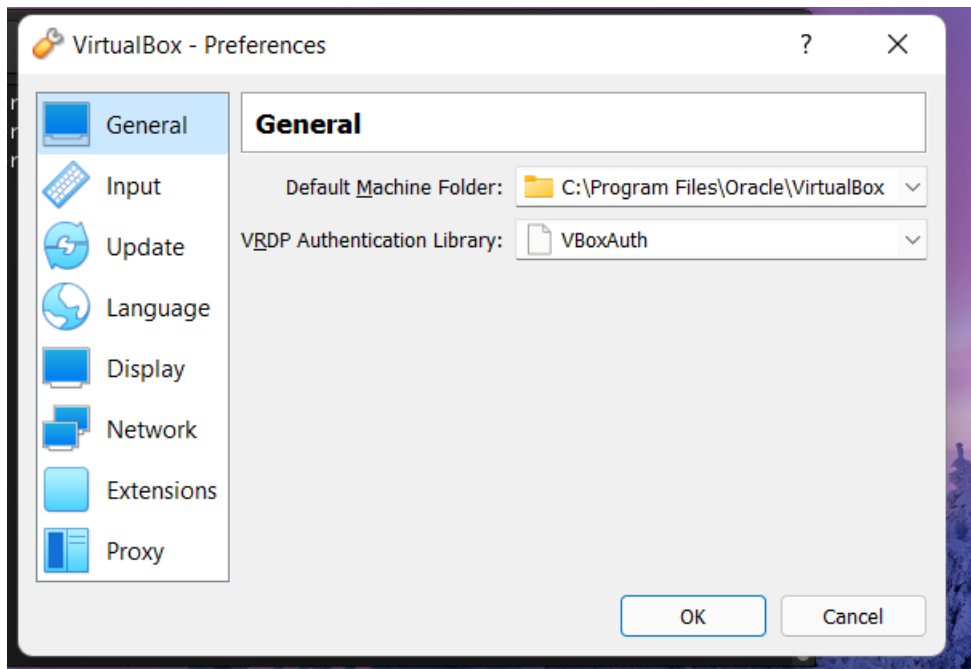 VirtualBox - Preferences
?
General
Input
Update
Language
Display
Network
Extensions
Proxy
General
Default Machine Folder: C:\Program Files\Oracle\VirtualBox
VRDP Authentication Library: VBoxAuth
OK
Cancel